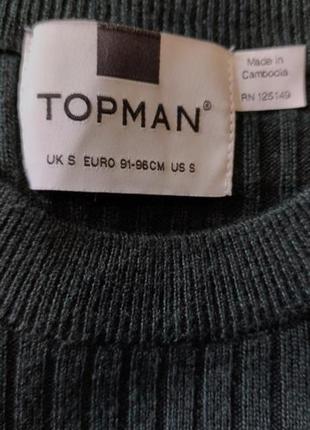 TOPMAN®
UK S EURO 91-96CM US S
Made in
Cambodia
RN 125149